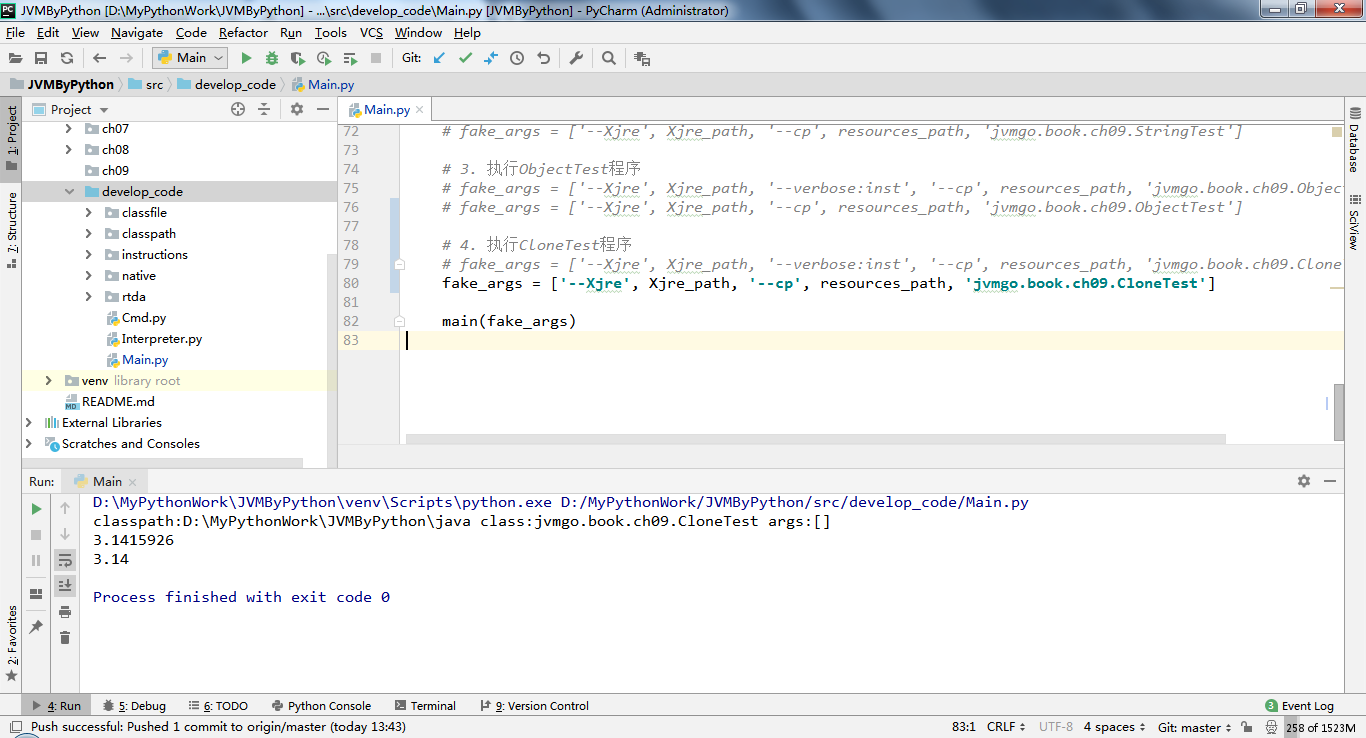 JVMByPython [D:\MyPythonWork\JVMByPython] - ...\src\develop_code\Main.py [JVMByPython] - PyCharm (Administrator)
File Edit View Navigate Code Refactor Run Tools VCS Window Help
Main Git:
JVMByPython src develop_code Main.py
1: Project
7: Structure
2: Favorites
Project
ch07
ch08
ch09
develop_code
classfile
classpath
instructions
native
rtda
Cmd.py
Interpreter.py
Main.py
venv library root
README.md
External Libraries
Scratches and Consoles
Main.py
72 # fake_args = ['--Xjre', Xjre_path, '--cp', resources_path, 'jvmgo.book.ch09.StringTest']
73
74 # 3. 执行ObjectTest程序
75 # fake_args = ['--Xjre', Xjre_path, '--verbose:inst', '--cp', resources_path, 'jvmgo.book.ch09.Object
76 # fake_args = ['--Xjre', Xjre_path, '--cp', resources_path, 'jvmgo.book.ch09.ObjectTest']
77
78 # 4. 执行CloneTest程序
79 # fake_args = ['--Xjre', Xjre_path, '--verbose:inst', '--cp', resources_path, 'jvmgo.book.ch09.Clone
80 fake_args = ['--Xjre', Xjre_path, '--cp', resources_path, 'jvmgo.book.ch09.CloneTest']
81
82 main(fake_args)
83
Database
SciView
Run: Main
D:\MyPythonWork\JVMByPython\venv\Scripts\python.exe D:/MyPythonWork/JVMByPython/src/develop_code/Main.py
classpath:D:\MyPythonWork\JVMByPython\java class:jvmgo.book.ch09.CloneTest args:[]
3.1415926
3.14
Process finished with exit code 0
4: Run 5: Debug 6: TODO Python Console Terminal 9: Version Control 3 Event Log
Push successful: Pushed 1 commit to origin/master (today 13:43) 83:1 CRLF UTF-8 4 spaces Git: master 258 of 1523M